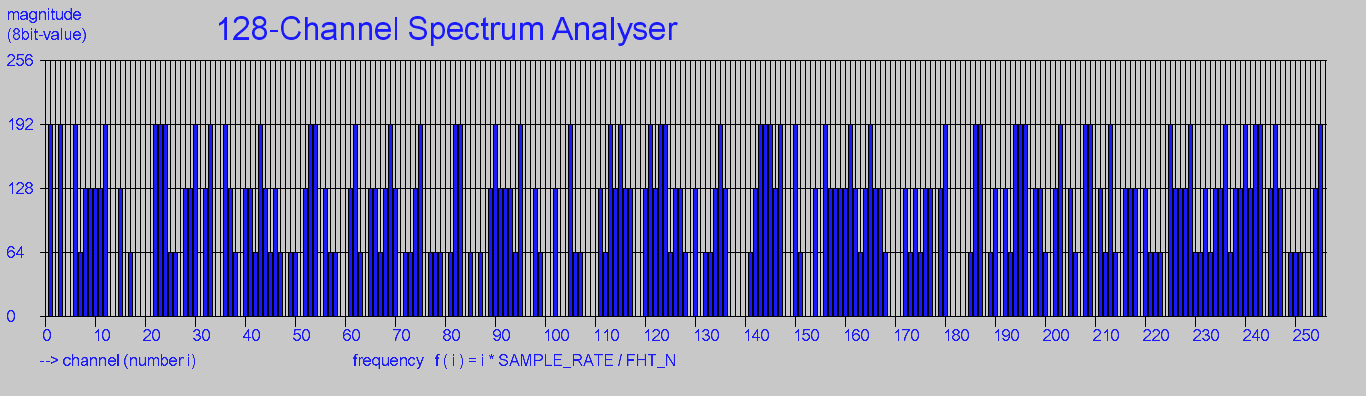 magnitude
(8bit-value)
128-Channel Spectrum Analyser
256
192
128
64
0
0 10 20 30 40 50 60 70 80 90 100 110 120 130 140 150 160 170 180 190 200 210 220 230 240 250
--> channel (number i) frequency f ( i ) = i * SAMPLE_RATE / FHT_N